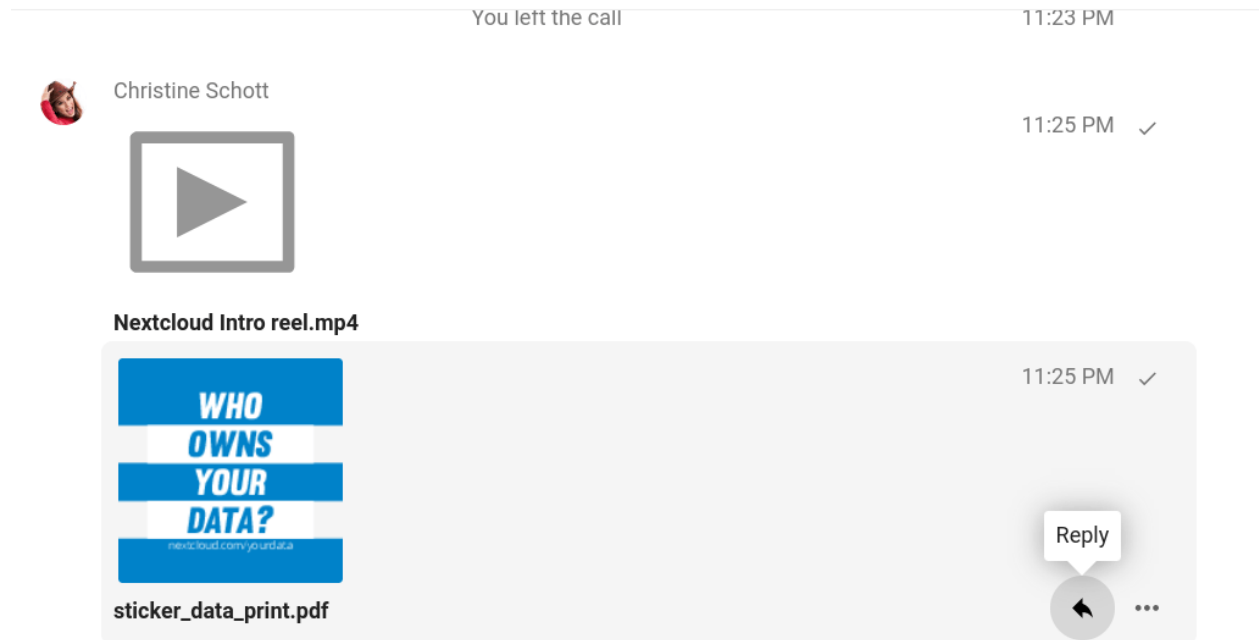 You left the call 11:23 PM
Christine Schott
11:25 PM
Nextcloud Intro reel.mp4
11:25 PM
WHO
OWNS
YOUR
DATA?
nextcloud.com/yourdata
Reply
sticker_data_print.pdf